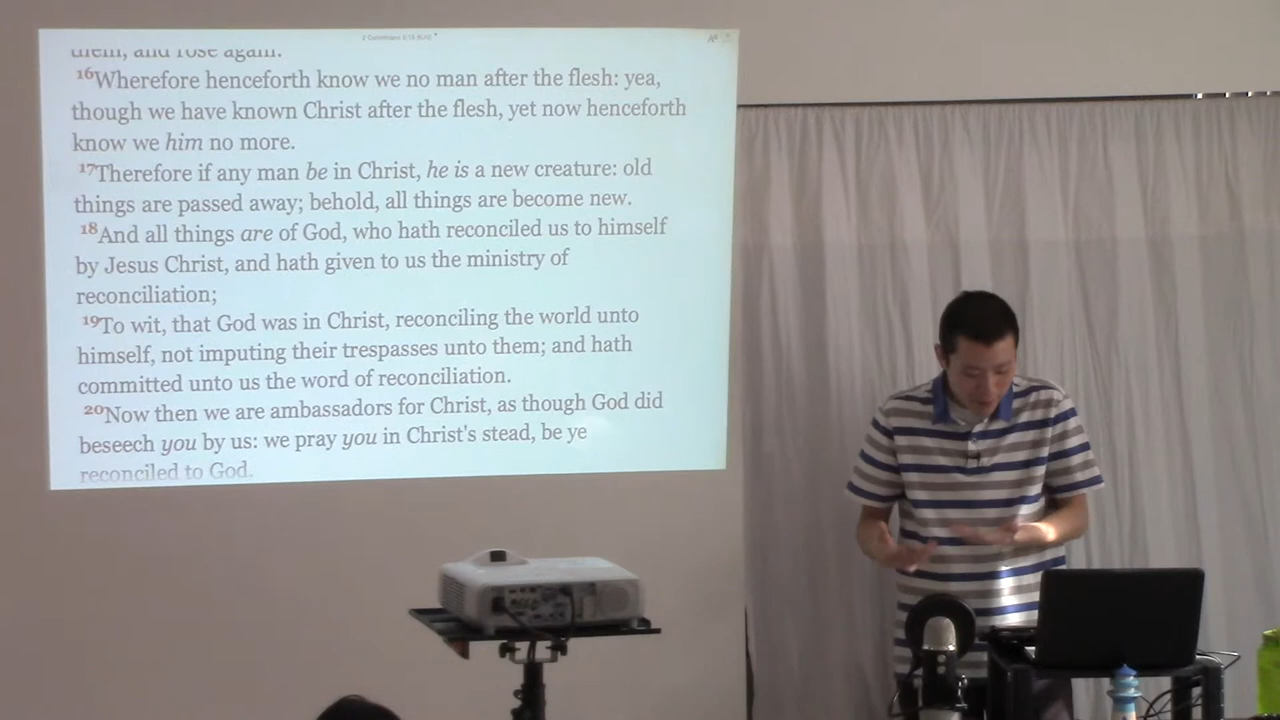 them, and rose again.
16Wherefore henceforth know we no man after the flesh: yea,
though we have known Christ after the flesh, yet now henceforth
know we him no more.
17Therefore if any man be in Christ, he is a new creature: old
things are passed away; behold, all things are become new.
18And all things are of God, who hath reconciled us to himself
by Jesus Christ, and hath given to us the ministry of
reconciliation;
19To wit, that God was in Christ, reconciling the world unto
himself, not imputing their trespasses unto them; and hath
committed unto us the word of reconciliation.
20Now then we are ambassadors for Christ, as though God did
beseech you by us: we pray you in Christ's stead, be ye
reconciled to God.